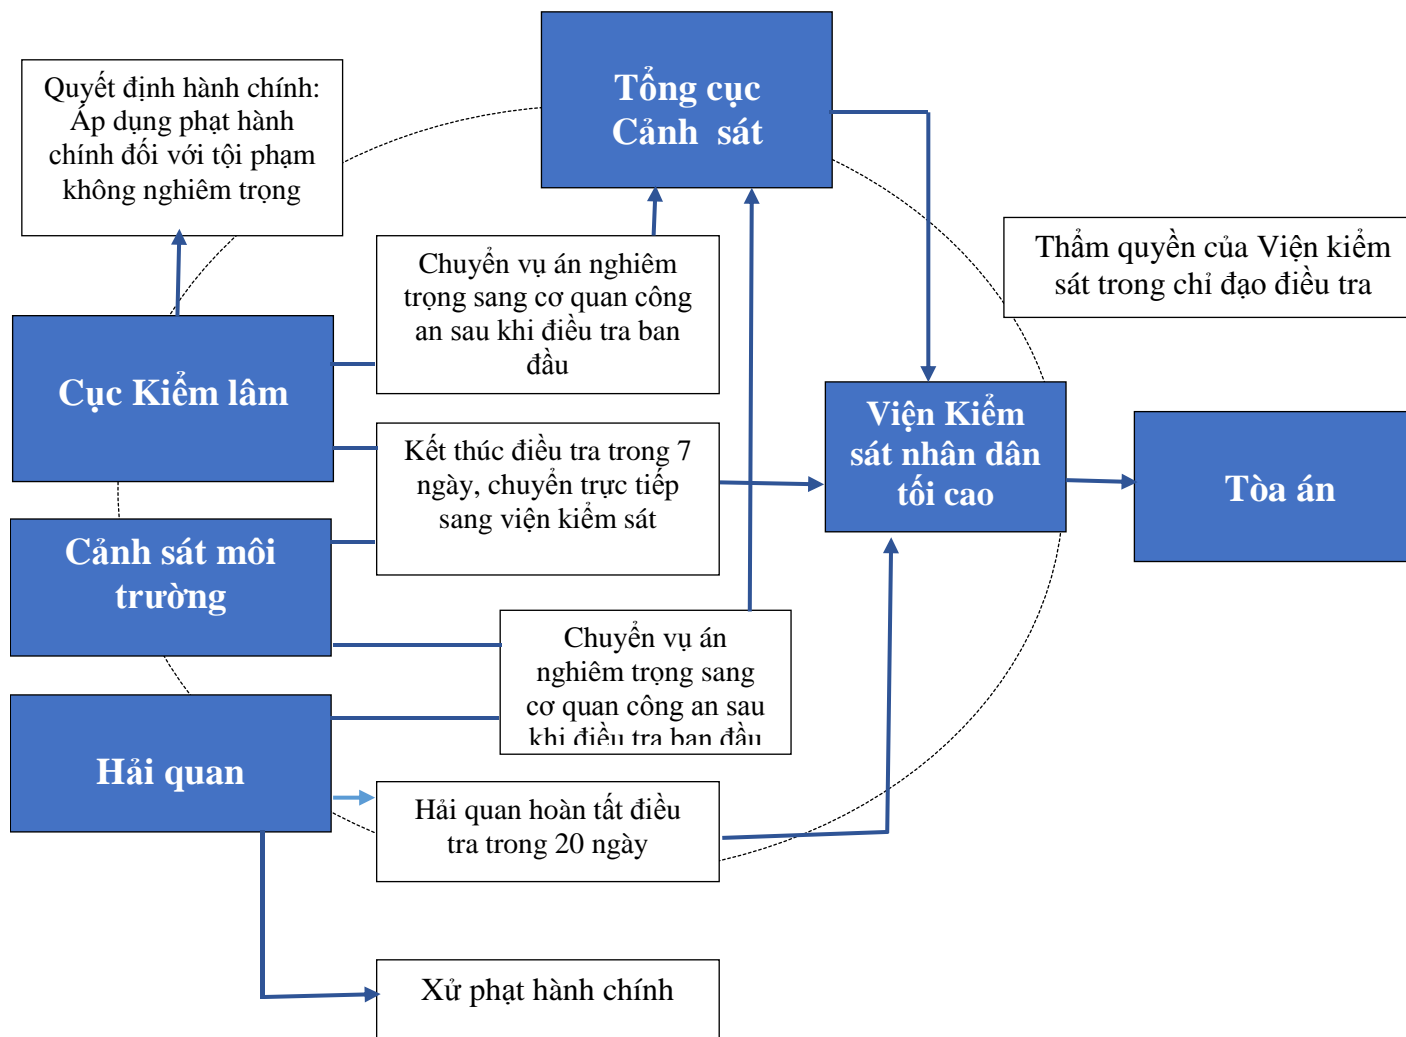 Tổng cục
Cảnh sát
Quyết định hành chính:
Áp dụng phạt hành
chính đối với tội phạm
không nghiêm trọng
Chuyển vụ án nghiêm
trọng sang cơ quan công
an sau khi điều tra ban
đầu
Thẩm quyền của Viện kiểm
sát trong chỉ đạo điều tra
Cục Kiểm lâm
Kết thúc điều tra trong 7
ngày, chuyển trực tiếp
sang viện kiểm sát
Viện Kiểm
sát nhân dân
tối cao
Tòa án
Cảnh sát môi
trường
Chuyển vụ án
nghiêm trọng sang
cơ quan công an sau
khi điều tra ban đầu
Hải quan
Hải quan hoàn tất điều
tra trong 20 ngày
Xử phạt hành chính